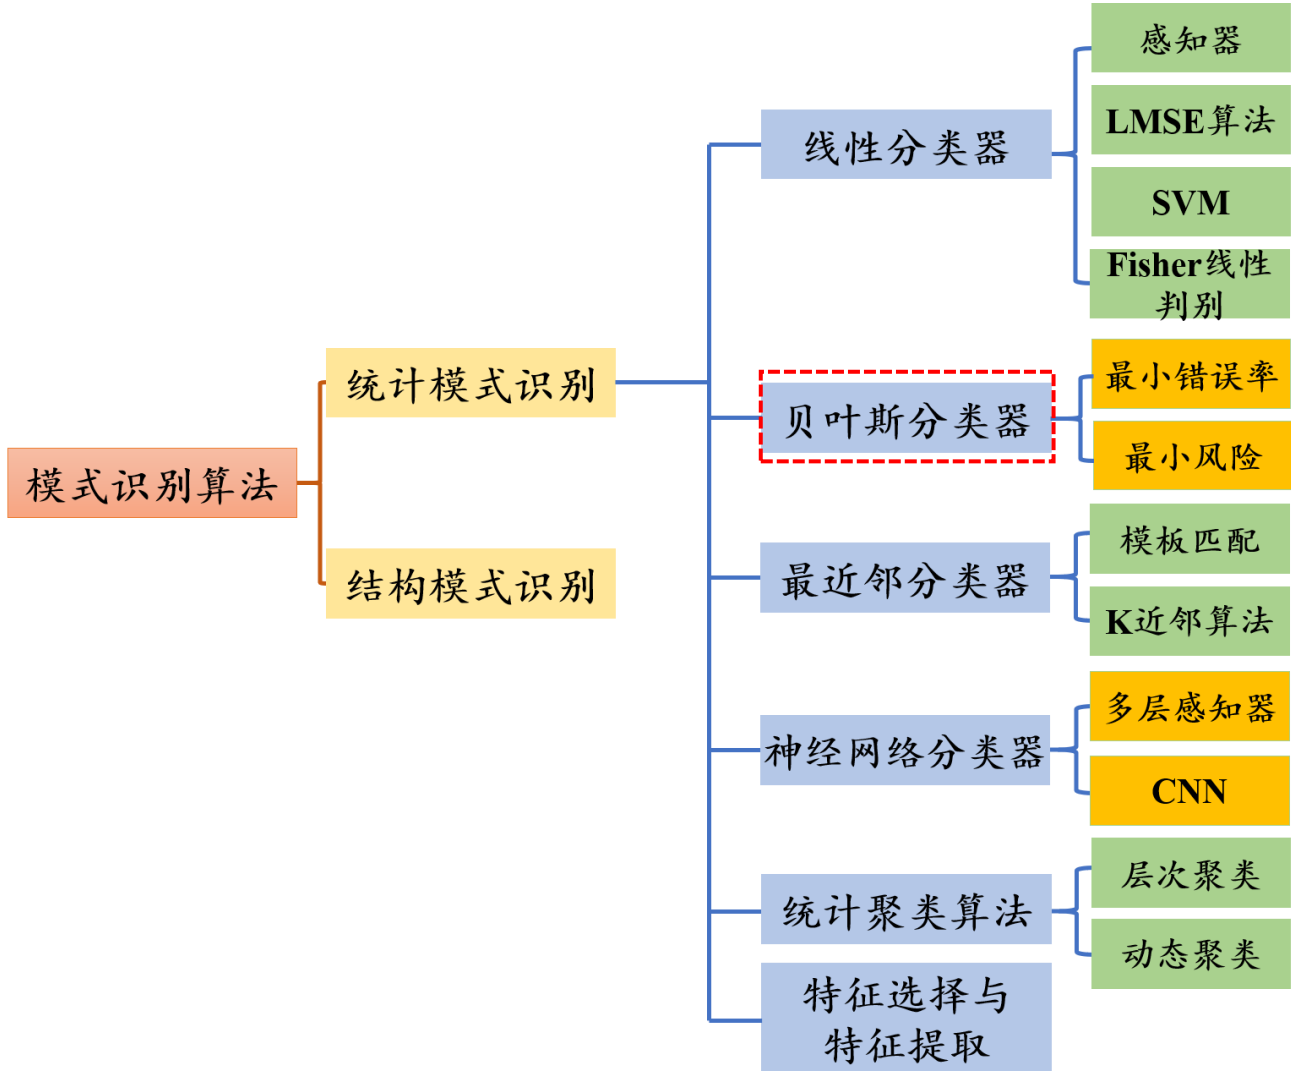 模式识别算法
统计模式识别
结构模式识别
线性分类器
感知器
LMSE算法
SVM
Fisher线性
判别
贝叶斯分类器
最小错误率
最小风险
最近邻分类器
模板匹配
K近邻算法
神经网络分类器
多层感知器
CNN
统计聚类算法
层次聚类
动态聚类
特征选择与
特征提取